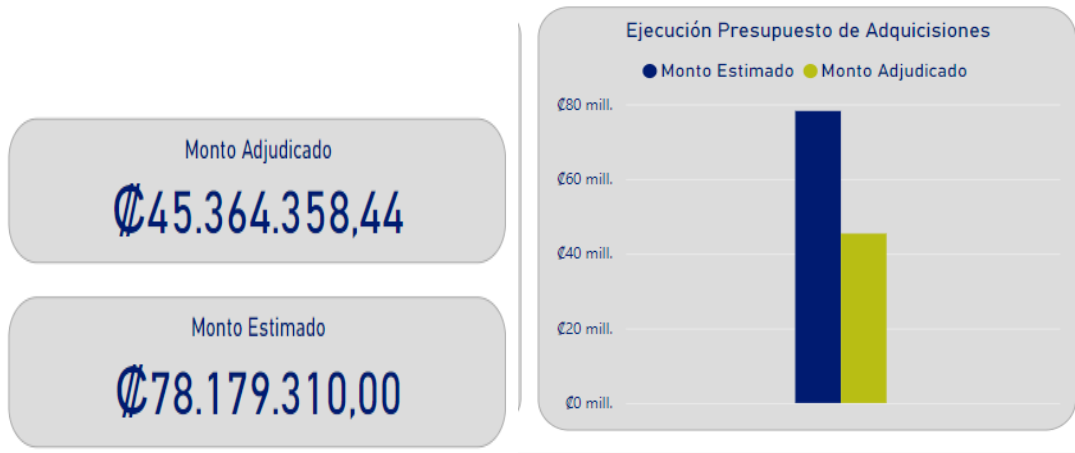 Monto Adjudicado
₡45.364.358,44
Monto Estimado
₡78.179.310,00
Ejecución Presupuesto de Adquicisiones
Monto Estimado Monto Adjudicado
₡80 mill.
₡60 mill.
₡40 mill.
₡20 mill.
₡0 mill.